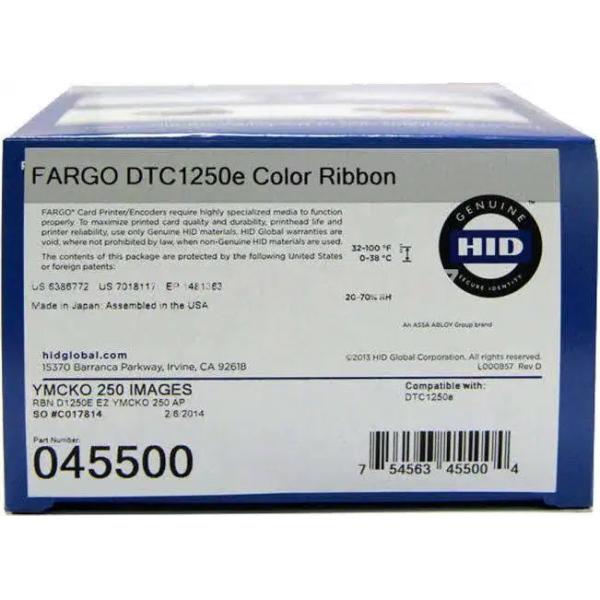 FARGO DTC1250e Color Ribbon
FARGO® Card Printer/Encoders require highly specialized media to function
properly. To maximize printed card quality and durability, printhead life and
printer reliability, use only Genuine HID materials. HID Global warranties are
void, where not prohibited by law, when non-Genuine HID materials are used.
The contents of this package are protected by the following United States
or foreign patents:
US 6386772 US 7018117 EP 1481363
Made in Japan; Assembled in the USA
32-100 °F
0-38 °C
20-70% RH
GENUINE
HID
™
SECURE IDENTITY
An ASSA ABLOY Group brand
hidglobal.com
15370 Barranca Parkway, Irvine, CA 92618
©2013 HID Global Corporation. All rights reserved.
L000857 Rev D
YMCKO 250 IMAGES
RBN D1250E EZ YMCKO 250 AP
SO #C017814 2/6/2014
Compatible with:
DTC1250e
Part Number:
045500
7 54563 45500 4